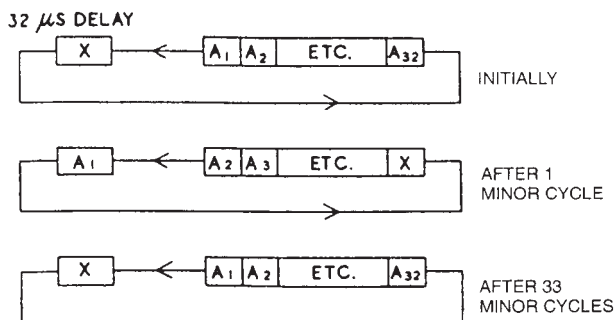 32 μS DELAY
X A1 A2 ETC. A32
INITIALLY
A1 A2 A3 ETC. X
AFTER 1
MINOR CYCLE
X A1 A2 ETC. A32
AFTER 33
MINOR CYCLES